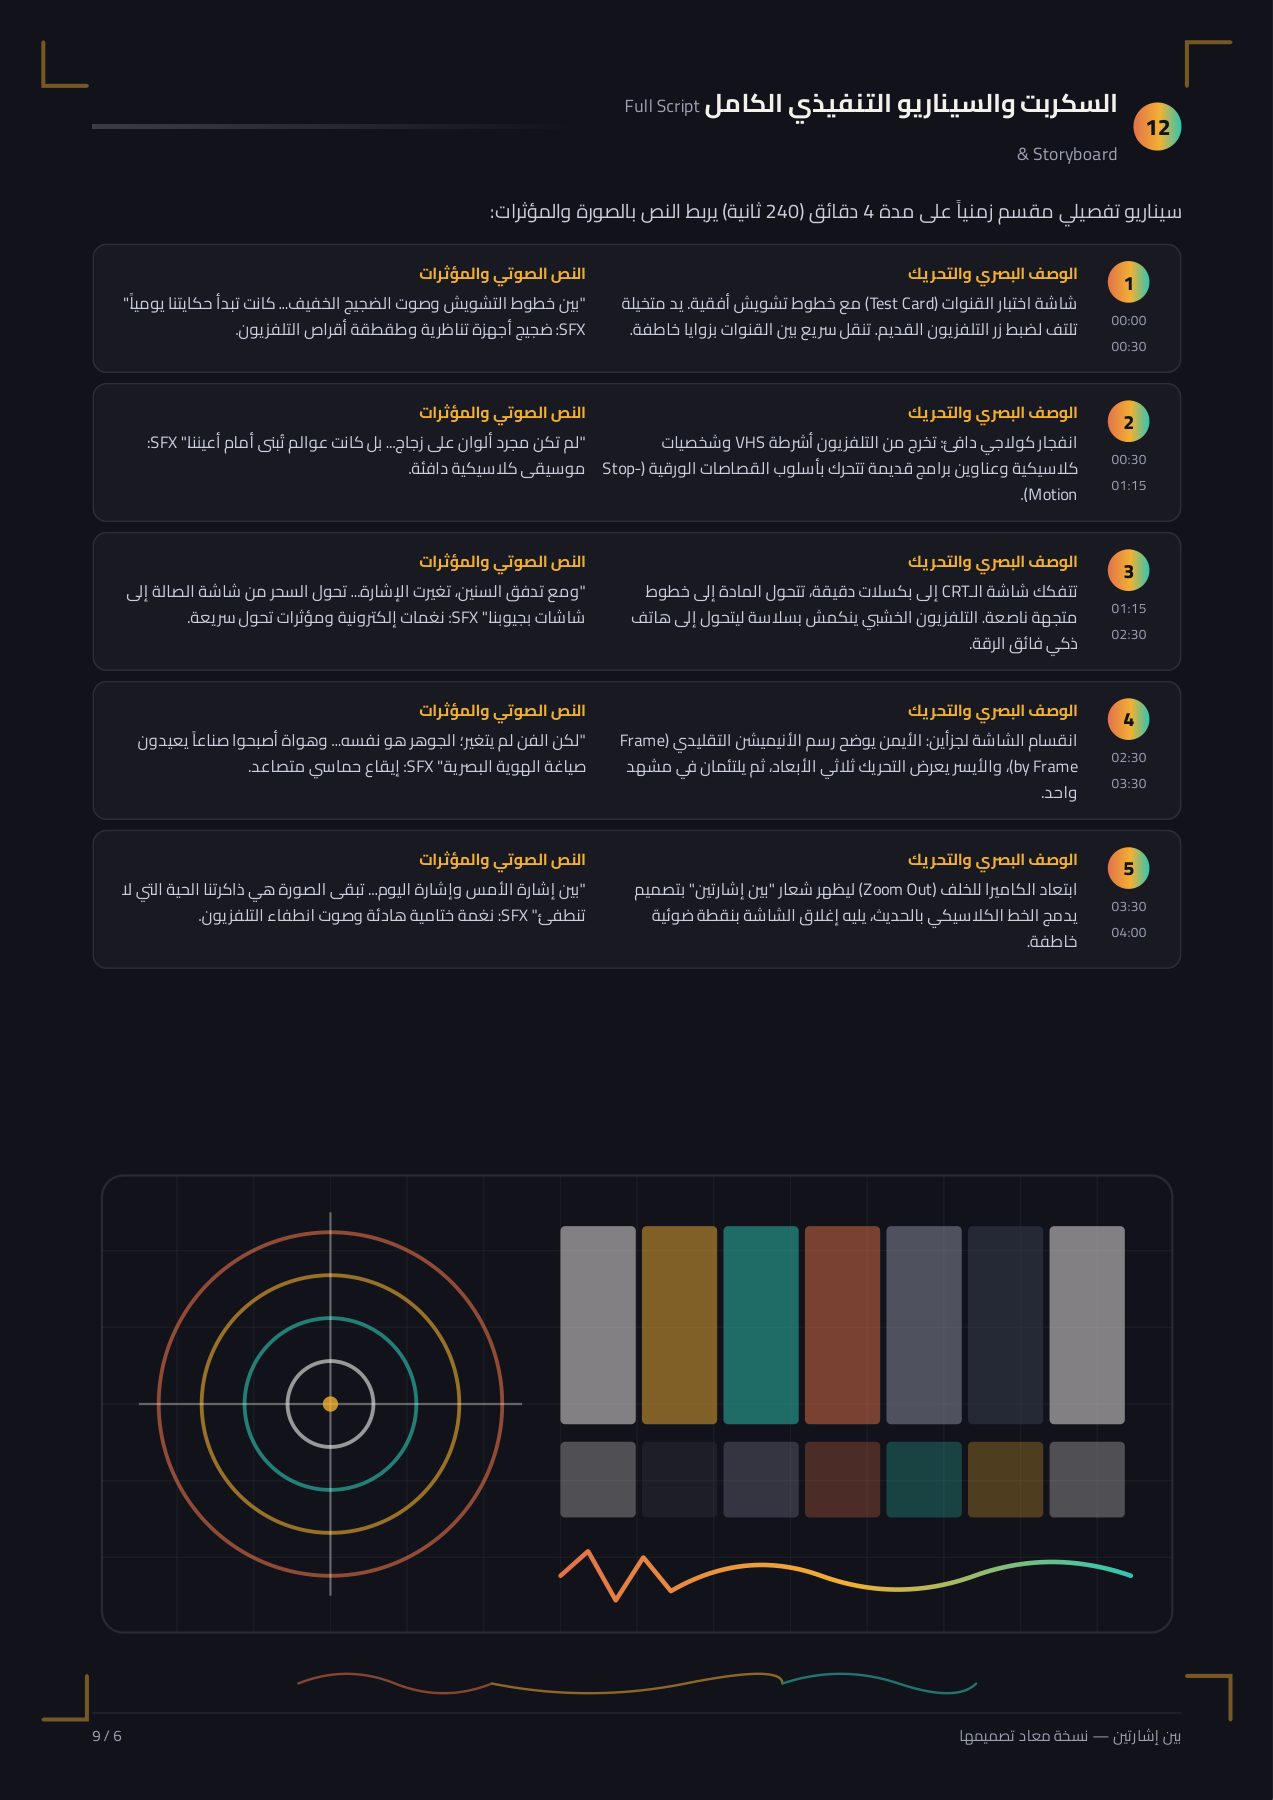 12
السكربت والسيناريو التنفيذي الكامل Full Script
& Storyboard
سيناريو تفصيلي مقسم زمنياً على مدة 4 دقائق (240 ثانية) يربط النص بالصورة والمؤثرات:
1
00:00
00:30
الوصف البصري والتحريك
شاشة اختبار القنوات (Test Card) مع خطوط تشويش أفقية. يد متخيلة
تلتف لضبط زر التلفزيون القديم. تنقل سريع بين القنوات بزوايا خاطفة.
النص الصوتي والمؤثرات
"بين خطوط التشويش وصوت الضجيج الخفيف... كانت تبدأ حكايتنا يومياً"
SFX: ضجيج أجهزة تناظرية وطقطقة أقراص التلفزيون.
2
00:30
01:15
الوصف البصري والتحريك
انفجار كولاجي دافئ: تخرج من التلفزيون أشرطة VHS وشخصيات
كلاسيكية وعناوين برامج قديمة تتحرك بأسلوب القصاصات الورقية (Stop-
Motion).
النص الصوتي والمؤثرات
"لم تكن مجرد ألوان على زجاج... بل كانت عوالم تُبنى أمام أعيننا" SFX:
موسيقى كلاسيكية دافئة.
3
01:15
02:30
الوصف البصري والتحريك
تتفكك شاشة الـCRT إلى بكسلات دقيقة، تتحول المادة إلى خطوط
متجهة ناصعة. التلفزيون الخشبي ينكمش بسلاسة ليتحول إلى هاتف
ذكي فائق الرقة.
النص الصوتي والمؤثرات
"ومع تدفق السنين، تغيرت الإشارة... تحول السحر من شاشة الصالة إلى
شاشات بجيوبنا" SFX: نغمات إلكترونية ومؤثرات تحول سريعة.
4
02:30
03:30
الوصف البصري والتحريك
انقسام الشاشة لجزأين: الأيمن يوضح رسم الأنيميشن التقليدي (Frame
by Frame)، والأيسر يعرض التحريك ثلاثي الأبعاد، ثم يلتئمان في مشهد
واحد.
النص الصوتي والمؤثرات
"لكن الفن لم يتغير؛ الجوهر هو نفسه... وهواة أصبحوا صناعاً يعيدون
صياغة الهوية البصرية" SFX: إيقاع حماسي متصاعد.
5
03:30
04:00
الوصف البصري والتحريك
ابتعاد الكاميرا للخلف (Zoom Out) ليظهر شعار "بين إشارتين" بتصميم
يدمج الخط الكلاسيكي بالحديث، يليه إغلاق الشاشة بنقطة ضوئية
خاطفة.
النص الصوتي والمؤثرات
"بين إشارة الأمس وإشارة اليوم... تبقى الصورة هي ذاكرتنا الحية التي لا
تنطفئ" SFX: نغمة ختامية هادئة وصوت انطفاء التلفزيون.
بين إشارتين — نسخة معاد تصميمها
9 / 6